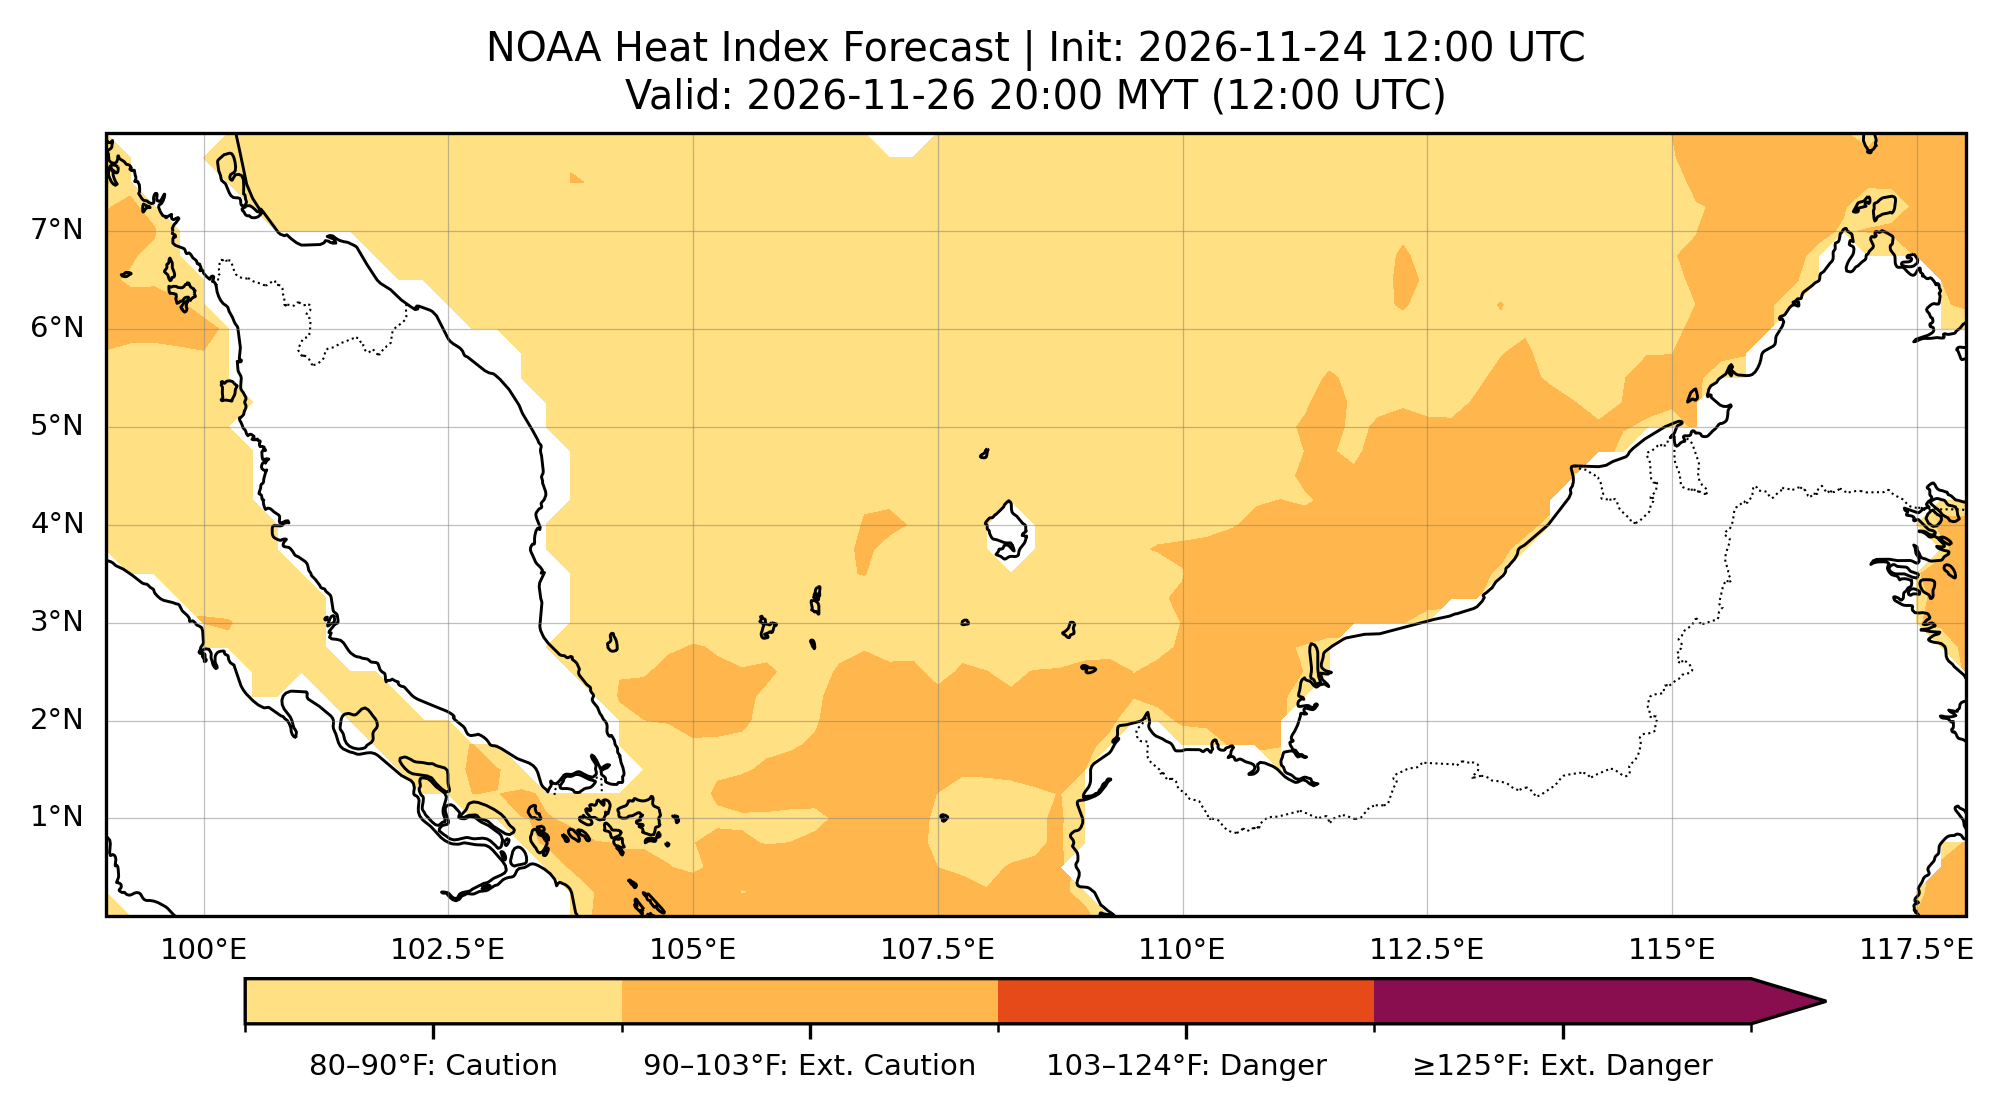 NOAA Heat Index Forecast | Init: 2026-11-24 12:00 UTC
Valid: 2026-11-26 20:00 MYT (12:00 UTC)
7°N
6°N
5°N
4°N
3°N
2°N
1°N
100°E 102.5°E 105°E 107.5°E 110°E 112.5°E 115°E 117.5°E
80–90°F: Caution 90–103°F: Ext. Caution 103–124°F: Danger ≥125°F: Ext. Danger